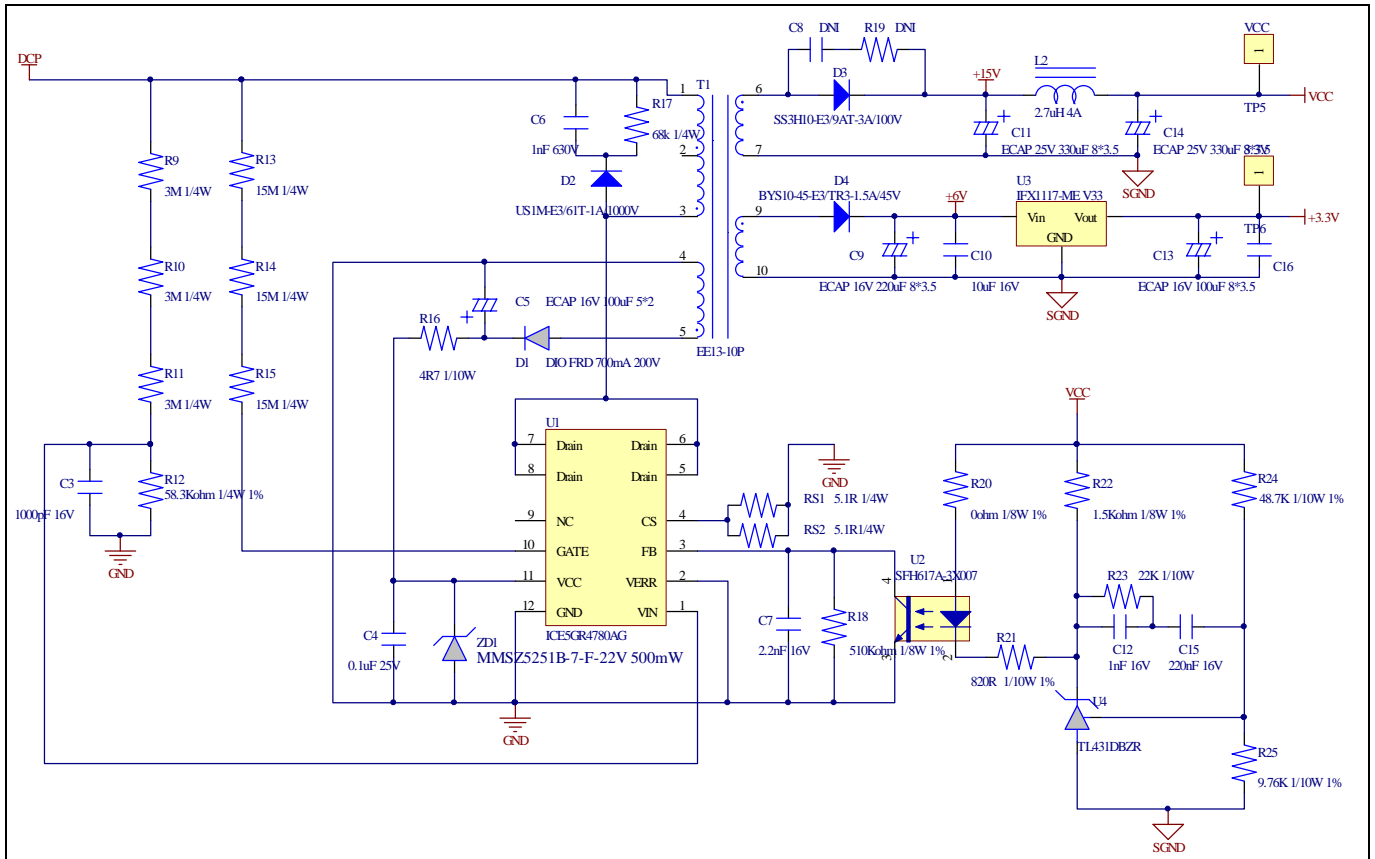 DCP
C8 DNI R19 DNI
VCC
1
T1
1
R17
68k 1/4W
C6
1nF 630V
2
D2
US1M-E3/61T-1A/1000V
3
4
5
EE13-10P
6
D3
SS3H10-E3/9AT-3A/100V
7
+15V
C11
ECAP 25V 330uF 8*3.5
L2
2.7uH 4A
C14
ECAP 25V 330uF 8*3.5
SGND
TP5
VCC
3.3V
1
TP6
+3.3V
9
D4
BYS10-45-E3/TR3-1.5A/45V
10
+6V
C9
ECAP 16V 220uF 8*3.5
C10
10uF 16V
U3
IFX1117-ME V33
Vin Vout
GND
SGND
C13
ECAP 16V 100uF 8*3.5
C16
R9
3M 1/4W
R13
15M 1/4W
R10
3M 1/4W
R14
15M 1/4W
R11
3M 1/4W
R15
15M 1/4W
C5 ECAP 16V 100uF 5*2
R16
4R7 1/10W
D1 DIO FRD 700mA 200V
C3
1000pF 16V
R12
58.3Kohm 1/4W 1%
GND
U1
7 Drain Drain 6
8 Drain Drain 5
9 NC CS 4
10 GATE FB 3
11 VCC VERR 2
12 GND VIN 1
ICE5GR4780AG
C4
0.1uF 25V
ZD1
MMSZ5251B-7-F-22V 500mW
GND
GND
RS1 5.1R 1/4W
RS2 5.1R1/4W
C7
2.2nF 16V
R18
510Kohm 1/8W 1%
U2
SFH617A-3X007
4 1
3 2
VCC
R20
0ohm 1/8W 1%
R22
1.5Kohm 1/8W 1%
R24
48.7K 1/10W 1%
R23 22K 1/10W
C12
1nF 16V
C15
220nF 16V
R21
820R 1/10W 1%
U4
TL431DBZR
R25
9.76K 1/10W 1%
SGND